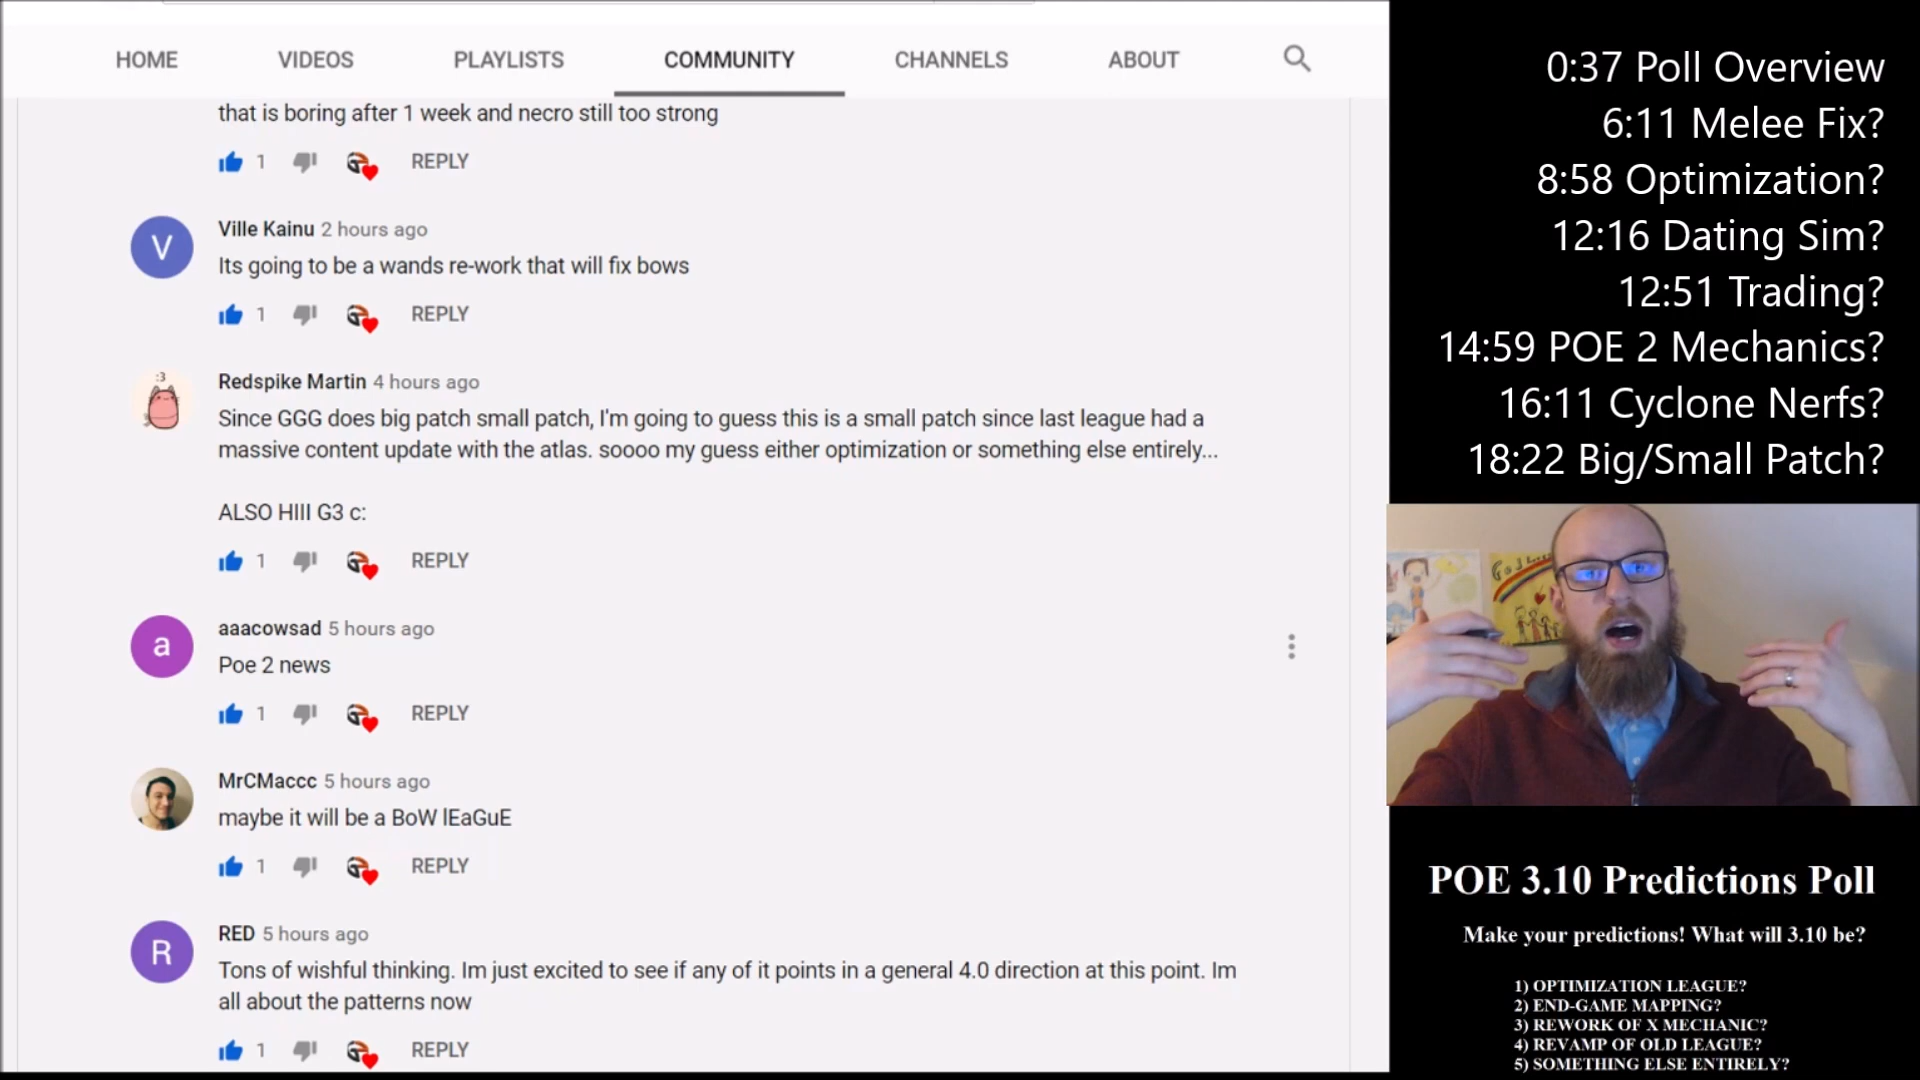 HOME VIDEOS PLAYLISTS COMMUNITY CHANNELS ABOUT
that is boring after 1 week and necro still too strong
1 REPLY
V
Ville Kainu 2 hours ago
Its going to be a wands re-work that will fix bows
1 REPLY
:3
Redspike Martin 4 hours ago
Since GGG does big patch small patch, I'm going to guess this is a small patch since last league had a
massive content update with the atlas. soooo my guess either optimization or something else entirely...
ALSO HIII G3 c:
1 REPLY
a
aaacowsad 5 hours ago
Poe 2 news
1 REPLY
MrCMaccc 5 hours ago
maybe it will be a BoW lEaGuE
1 REPLY
R
RED 5 hours ago
Tons of wishful thinking. Im just excited to see if any of it points in a general 4.0 direction at this point. Im
all about the patterns now
1 REPLY
0:37 Poll Overview
6:11 Melee Fix?
8:58 Optimization?
12:16 Dating Sim?
12:51 Trading?
14:59 POE 2 Mechanics?
16:11 Cyclone Nerfs?
18:22 Big/Small Patch?
POE 3.10 Predictions Poll
Make your predictions! What will 3.10 be?
1) OPTIMIZATION LEAGUE?
2) END-GAME MAPPING?
3) REWORK OF X MECHANIC?
4) REVAMP OF OLD LEAGUE?
5) SOMETHING ELSE ENTIRELY?